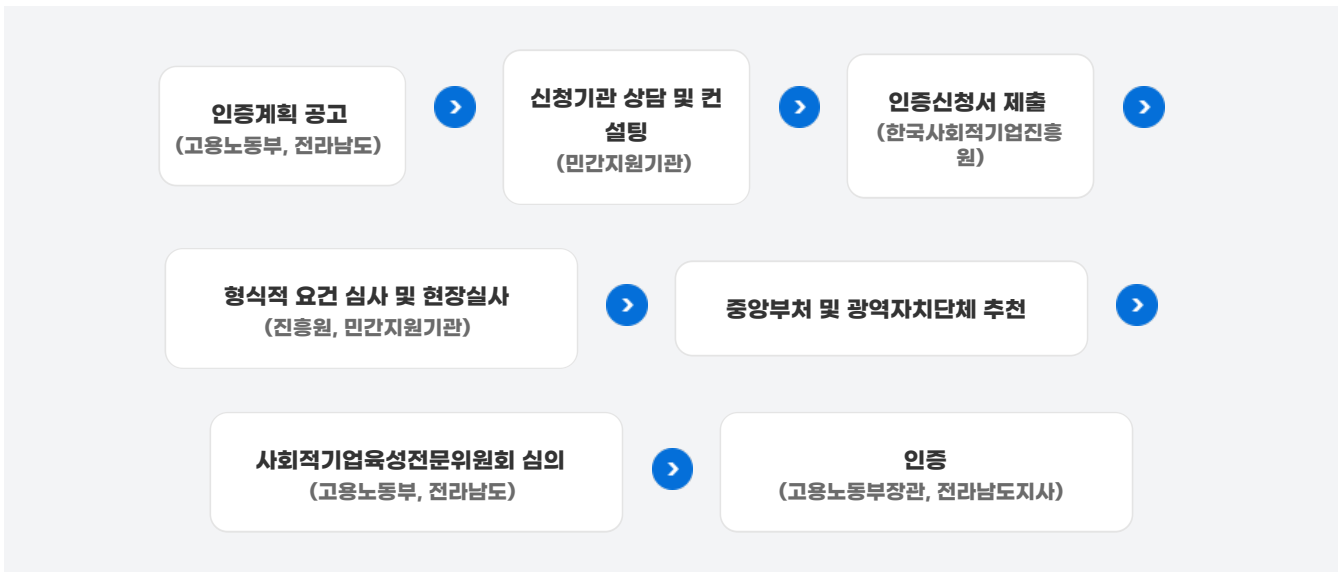 인증계획 공고
(고용노동부, 전라남도)
신청기관 상담 및 컨
설팅
(민간지원기관)
인증신청서 제출
(한국사회적기업진흥
원)
형식적 요건 심사 및 현장실사
(진흥원, 민간지원기관)
중앙부처 및 광역자치단체 추천
사회적기업육성전문위원회 심의
(고용노동부, 전라남도)
인증
(고용노동부장관, 전라남도지사)